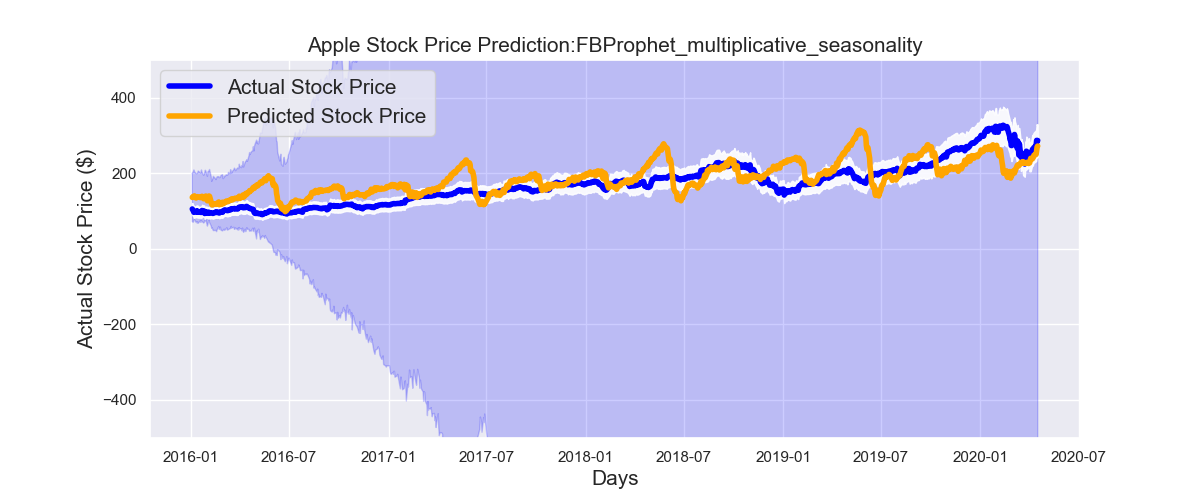 Apple Stock Price Prediction:FBProphet_multiplicative_seasonality
Actual Stock Price
Predicted Stock Price
Actual Stock Price ($)
400
200
0
−200
−400
2016-01 2016-07 2017-01 2017-07 2018-01 2018-07 2019-01 2019-07 2020-01 2020-07
Days